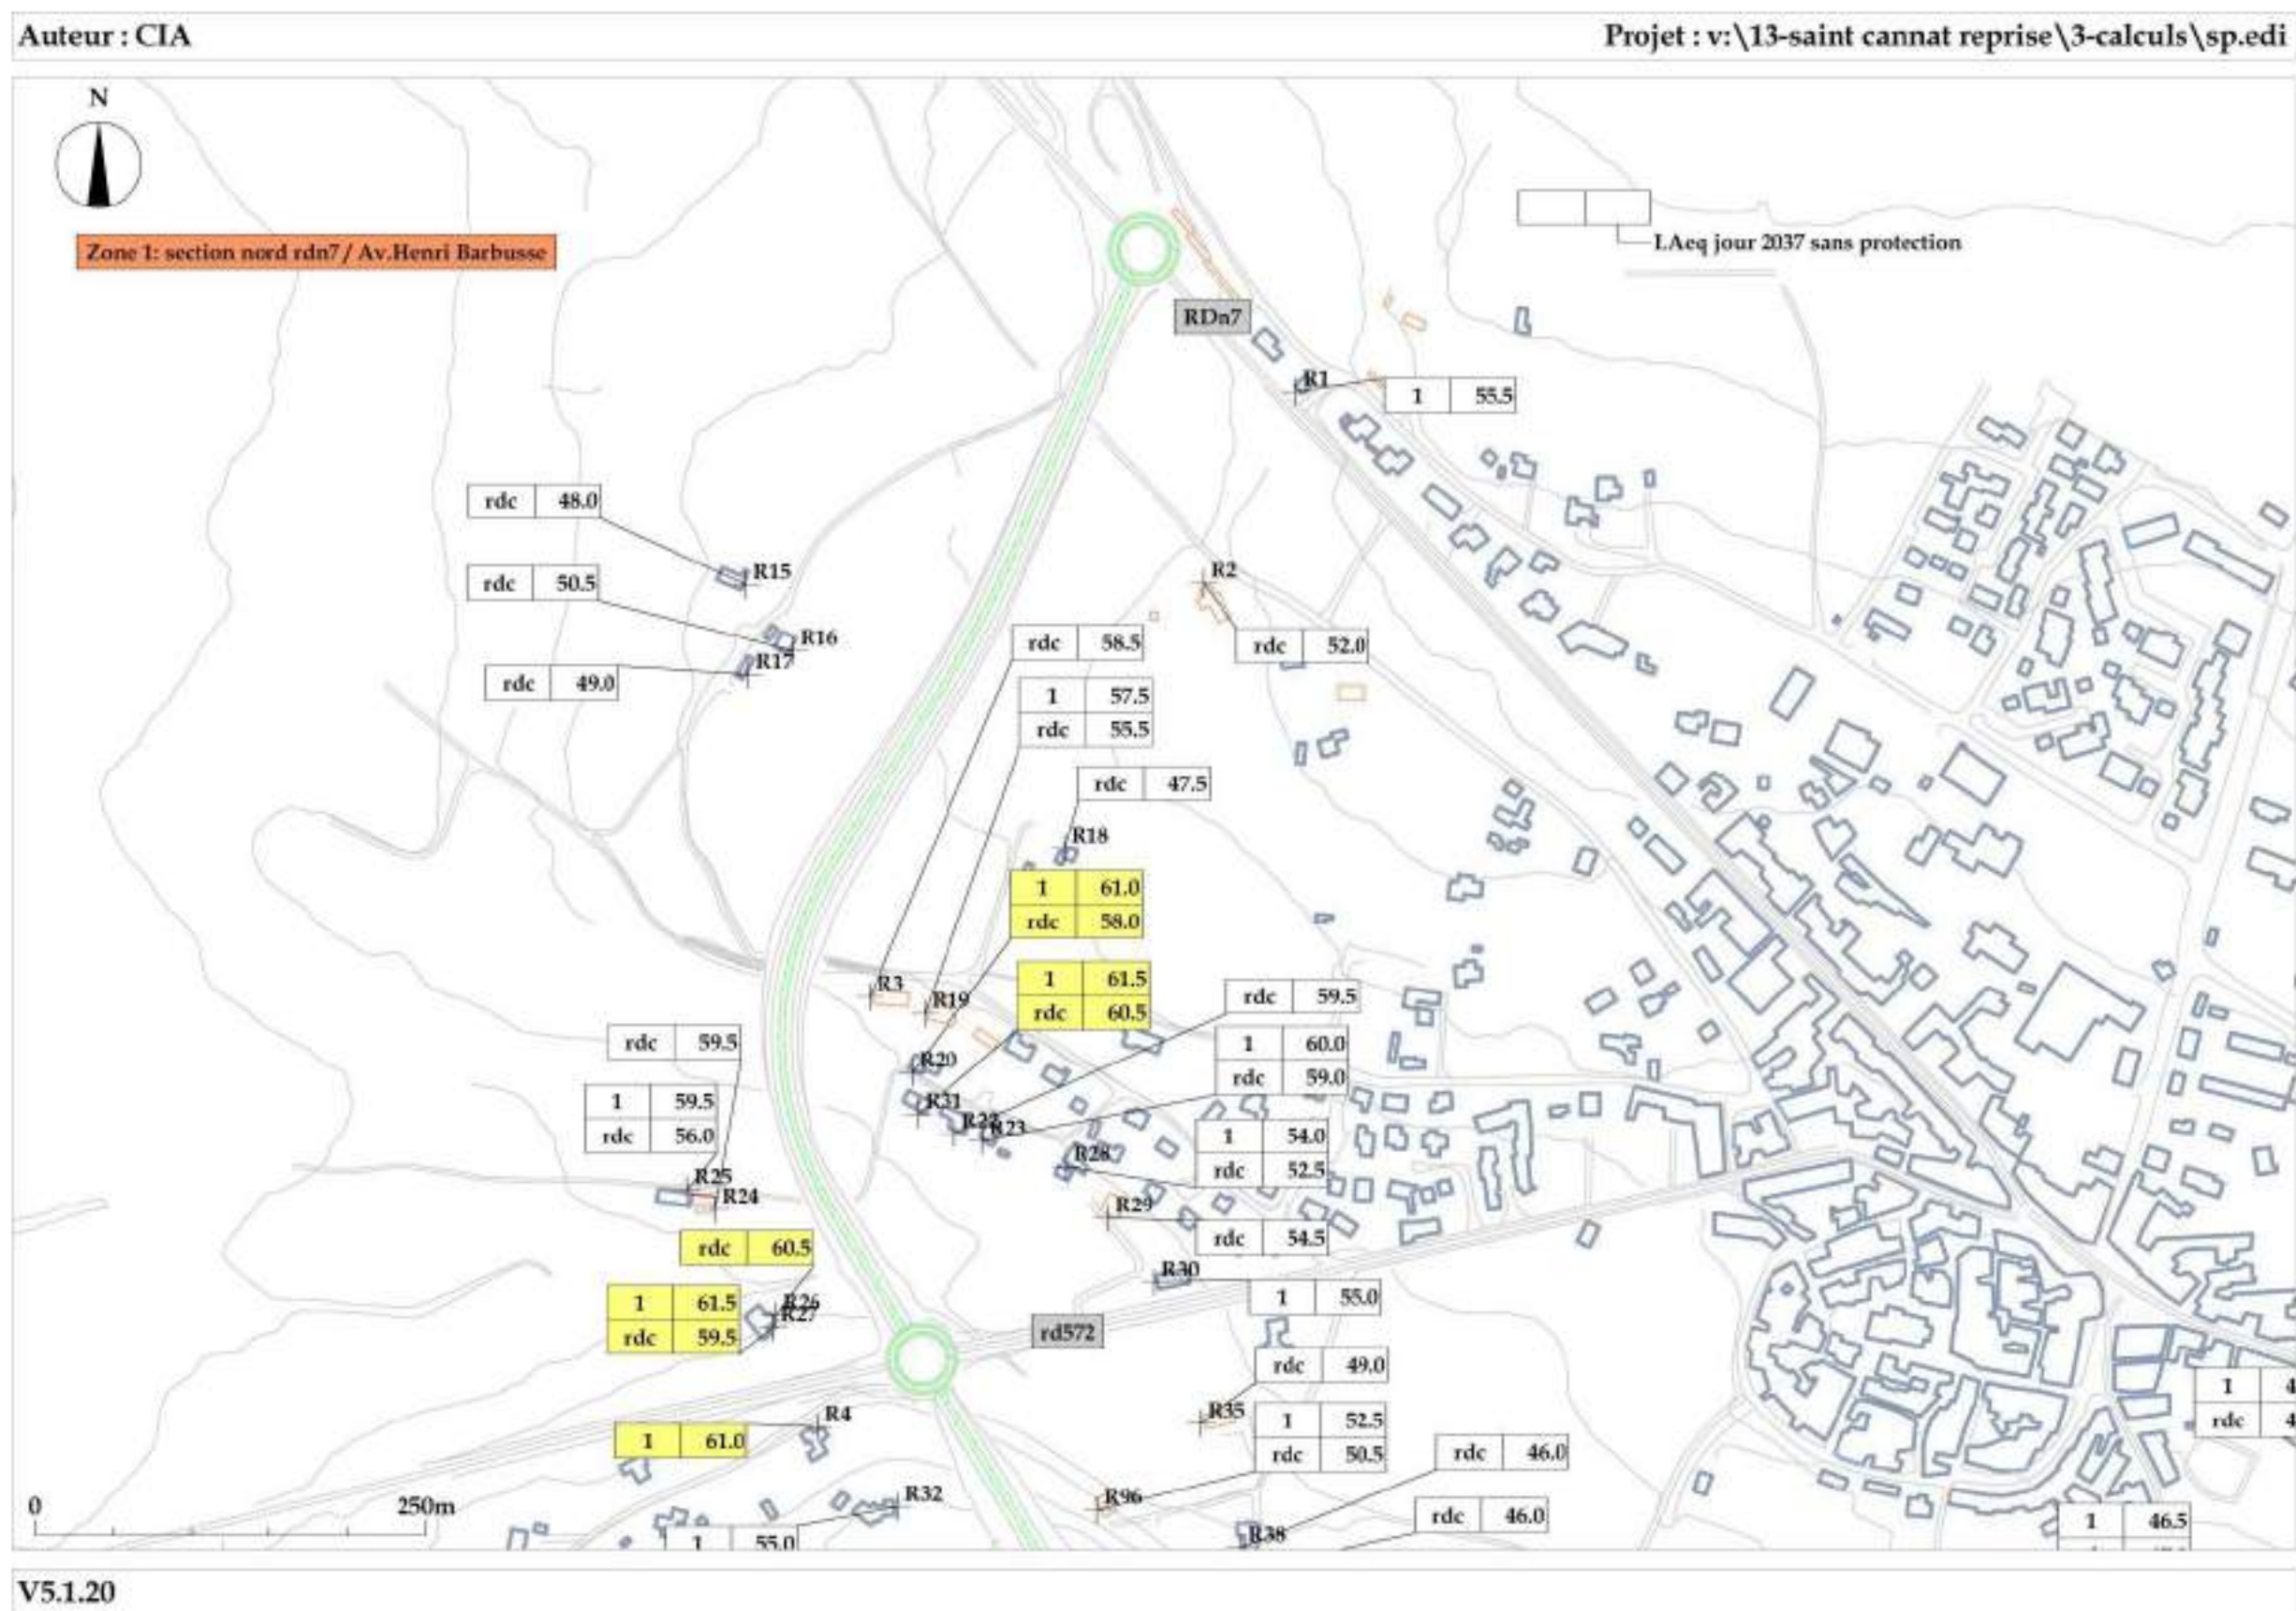 Auteur : CIA
Projet : v:\13-saint cannat reprise\3-calculs\sp.edi
N
Zone 1: section nord rdn7 / Av.Henri Barbusse
LAeq jour 2037 sans protection
RDn7
R1
1 55.5
rdc 48.0
R15
rdc 50.5
R2
R16
rdc 58.5
rdc 52.0
R17
rdc 49.0
1 57.5
rdc 55.5
rdc 47.5
R18
1 61.0
rdc 58.0
R3
R19
1 61.5
rdc 60.5
rdc 59.5
rdc 59.5
1 60.0
rdc 59.0
R20
1 59.5
rdc 56.0
R31
R23
1 54.0
rdc 52.5
R28
R25
R24
R29
rdc 54.5
rdc 60.5
R30
1 55.0
1 61.5
rdc 59.5
R26
R27
rd572
rdc 49.0
1 4
rdc 4
R4
R35
1 61.0
1 52.5
rdc 50.5
rdc 46.0
R32
R96
0 250m
rdc 46.0
R38
1 46.5
1 55.0
V5.1.20